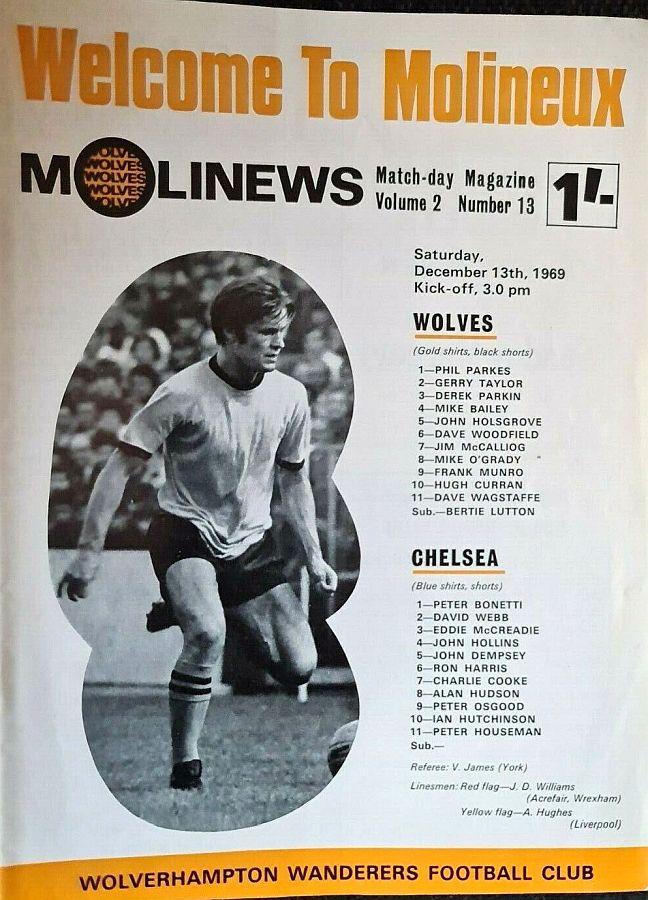 Welcome To Molineux
MOLINEWS
WOLVES
WOLVES
WOLVES
WOLVES
WOLVES
Match-day Magazine
Volume 2 Number 13
1/-
Saturday,
December 13th, 1969
Kick-off, 3.0 pm
WOLVES
(Gold shirts, black shorts)
1—PHIL PARKES
2—GERRY TAYLOR
3—DEREK PARKIN
4—MIKE BAILEY
5—JOHN HOLSGROVE
6—DAVE WOODFIELD
7—JIM McCALLIOG
8—MIKE O'GRADY
9—FRANK MUNRO
10—HUGH CURRAN
11—DAVE WAGSTAFFE
Sub.—BERTIE LUTTON
CHELSEA
(Blue shirts, shorts)
1—PETER BONETTI
2—DAVID WEBB
3—EDDIE McCREADIE
4—JOHN HOLLINS
5—JOHN DEMPSEY
6—RON HARRIS
7—CHARLIE COOKE
8—ALAN HUDSON
9—PETER OSGOOD
10—IAN HUTCHINSON
11—PETER HOUSEMAN
Sub.—
Referee: V. James (York)
Linesmen: Red flag—J. D. Williams
(Acrefair, Wrexham)
Yellow flag—A. Hughes
(Liverpool)
WOLVERHAMPTON WANDERERS FOOTBALL CLUB